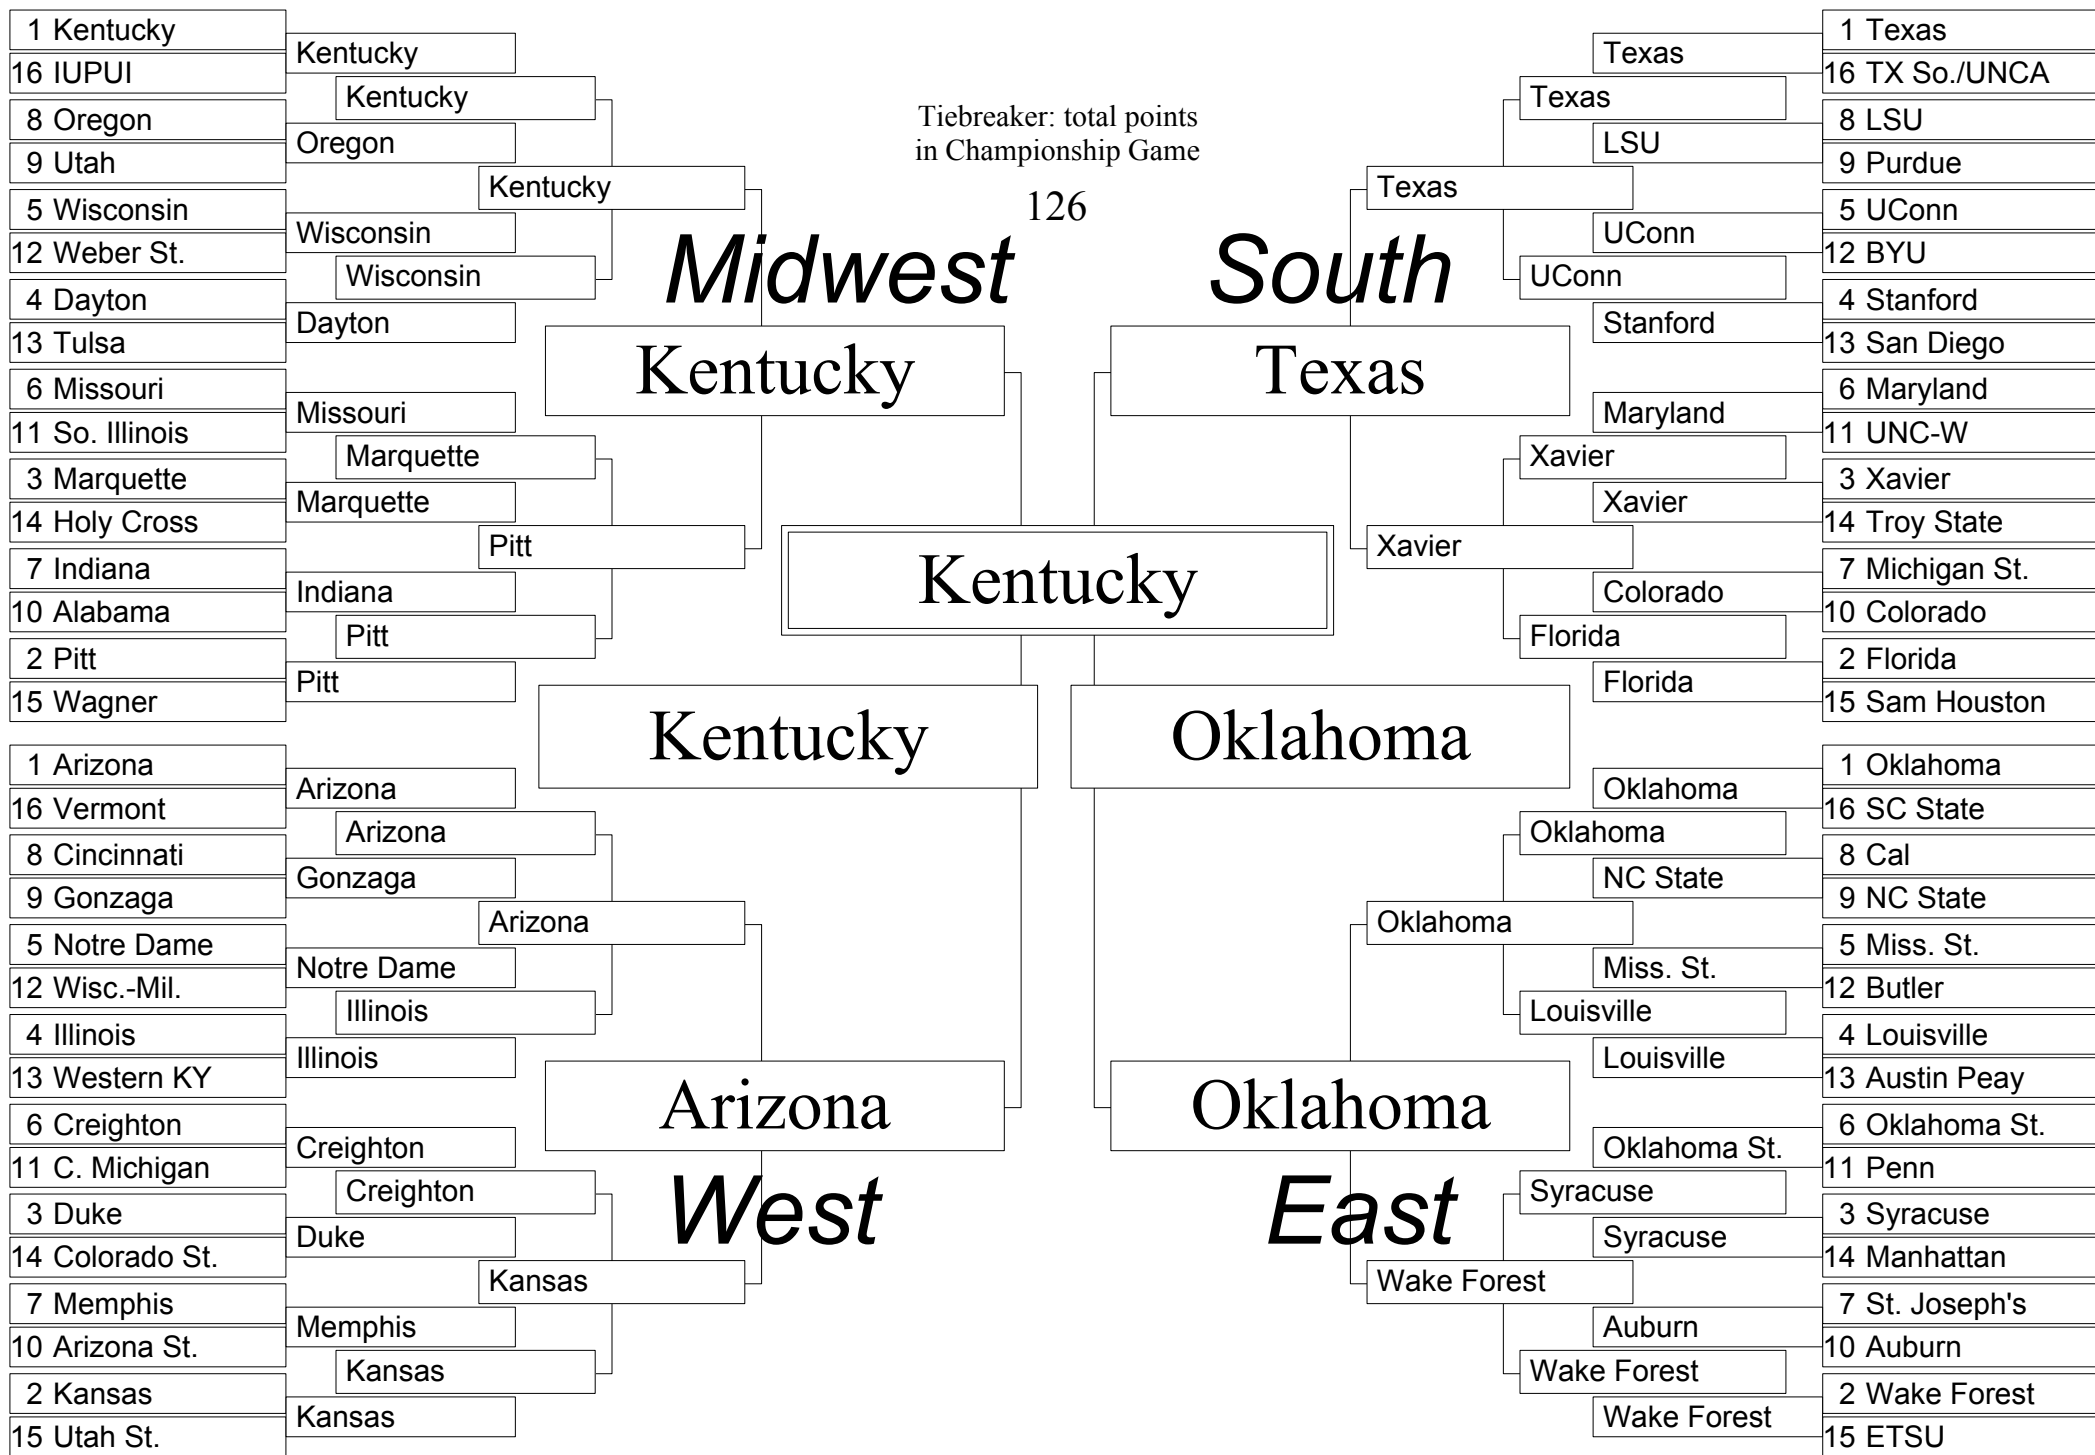 1 Kentucky
16 IUPUI
8 Oregon
9 Utah
5 Wisconsin
12 Weber St.
4 Dayton
13 Tulsa
6 Missouri
11 So. Illinois
3 Marquette
14 Holy Cross
7 Indiana
10 Alabama
2 Pitt
15 Wagner
Kentucky
Oregon
Wisconsin
Dayton
Missouri
Marquette
Indiana
Pitt
Kentucky
Wisconsin
Marquette
Pitt
Kentucky
Pitt
Midwest
Kentucky
1 Arizona
16 Vermont
8 Cincinnati
9 Gonzaga
5 Notre Dame
12 Wisc.-Mil.
4 Illinois
13 Western KY
6 Creighton
11 C. Michigan
3 Duke
14 Colorado St.
7 Memphis
10 Arizona St.
2 Kansas
15 Utah St.
Arizona
Gonzaga
Notre Dame
Illinois
Creighton
Duke
Memphis
Kansas
Arizona
Illinois
Creighton
Kansas
Arizona
Kansas
Arizona
West
Tiebreaker: total points
in Championship Game
126
Kentucky
Kentucky
Oklahoma
South
Texas
Texas
Xavier
Texas
UConn
Xavier
Florida
Texas
LSU
UConn
Stanford
Maryland
Xavier
Colorado
Florida
1 Texas
16 TX So./UNCA
8 LSU
9 Purdue
5 UConn
12 BYU
4 Stanford
13 San Diego
6 Maryland
11 UNC-W
3 Xavier
14 Troy State
7 Michigan St.
10 Colorado
2 Florida
15 Sam Houston
Oklahoma
East
Oklahoma
Wake Forest
Oklahoma
Louisville
Syracuse
Wake Forest
Oklahoma
NC State
Miss. St.
Louisville
Oklahoma St.
Syracuse
Auburn
Wake Forest
1 Oklahoma
16 SC State
8 Cal
9 NC State
5 Miss. St.
12 Butler
4 Louisville
13 Austin Peay
6 Oklahoma St.
11 Penn
3 Syracuse
14 Manhattan
7 St. Joseph's
10 Auburn
2 Wake Forest
15 ETSU